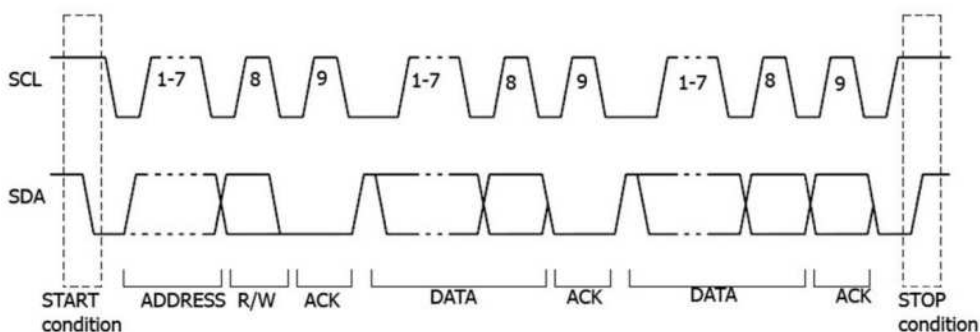 SCL 1-7 8 9 1-7 8 9 1-7 8 9
SDA
START condition ADDRESS R/W ACK DATA ACK DATA ACK STOP condition